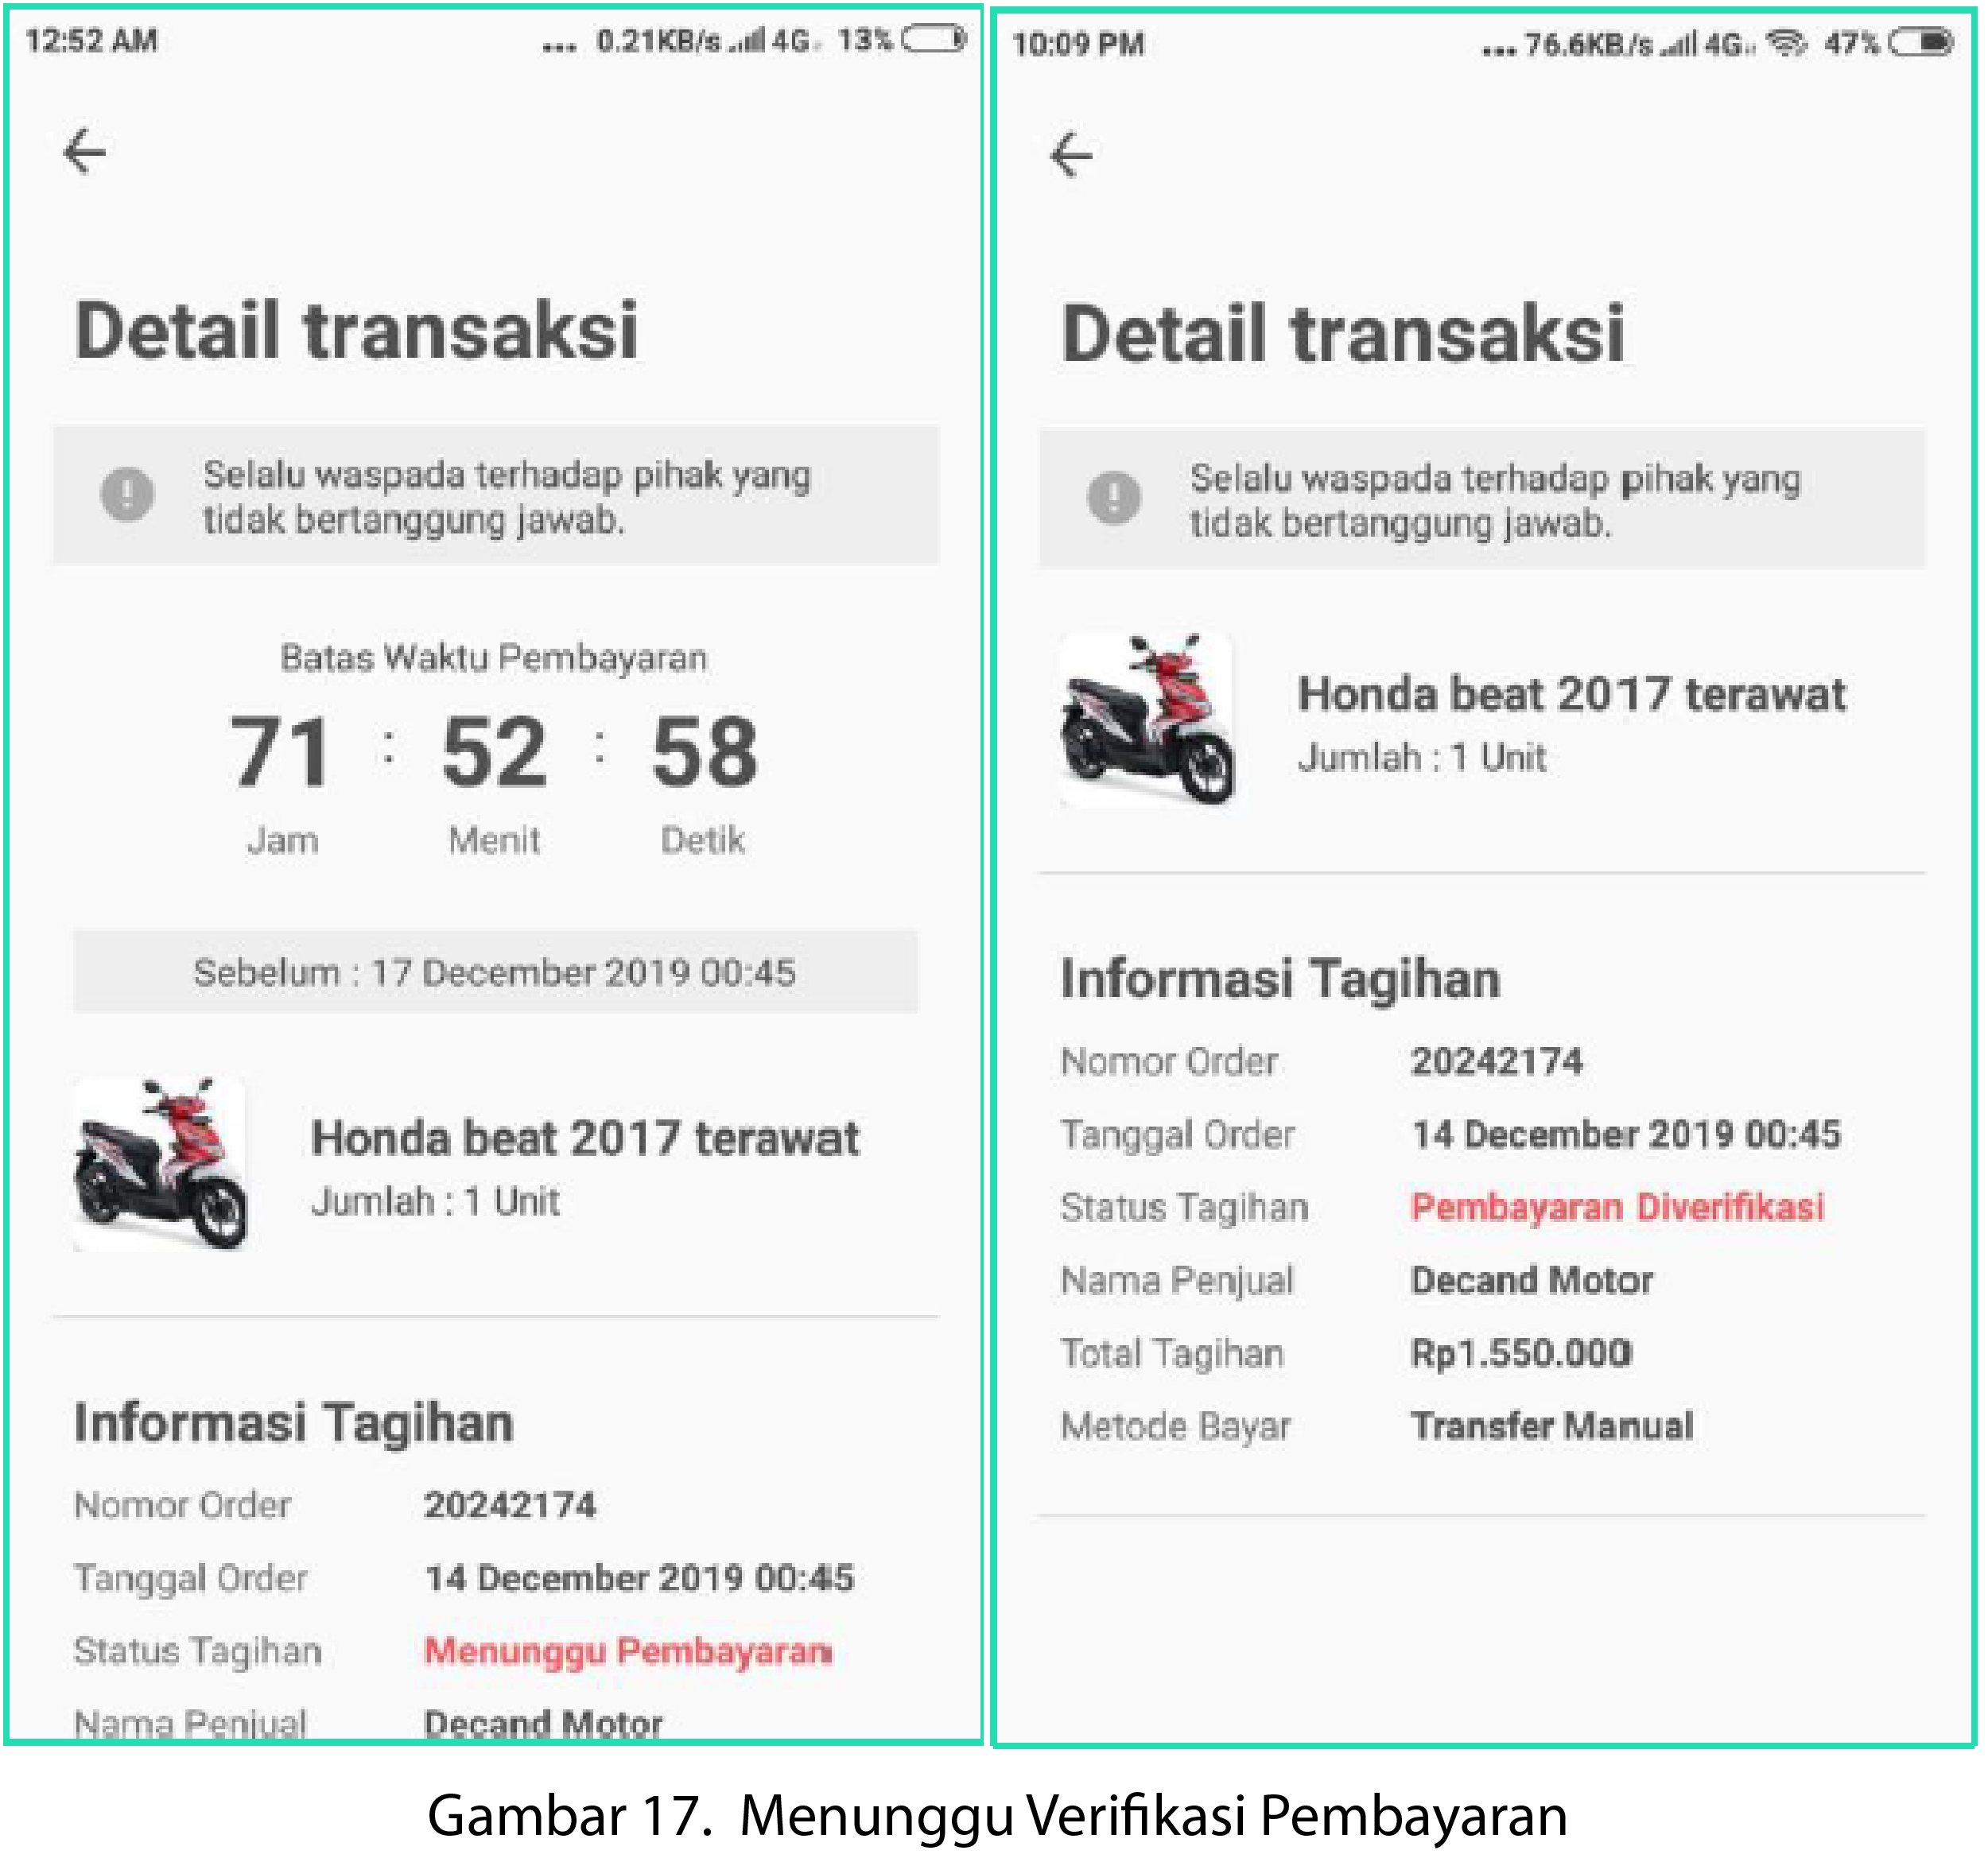 12:52 AM
... 0.21KB/s 4G 13%
Detail transaksi
Selalu waspada terhadap pihak yang
tidak bertanggung jawab.
Batas Waktu Pembayaran
71 : 52 : 58
Jam Menit Detik
Sebelum : 17 December 2019 00:45
Honda beat 2017 terawat
Jumlah : 1 Unit
Informasi Tagihan
Nomor Order 20242174
Tanggal Order 14 December 2019 00:45
Status Tagihan Menunggu Pembayaran
Nama Penjual Decand Motor
10:09 PM
... 76.6KB/s 4G 47%
Detail transaksi
Selalu waspada terhadap pihak yang
tidak bertanggung jawab.
Honda beat 2017 terawat
Jumlah : 1 Unit
Informasi Tagihan
Nomor Order 20242174
Tanggal Order 14 December 2019 00:45
Status Tagihan Pembayaran Diverifikasi
Nama Penjual Decand Motor
Total Tagihan Rp1.550.000
Metode Bayar Transfer Manual
Gambar 17. Menunggu Verifikasi Pembayaran